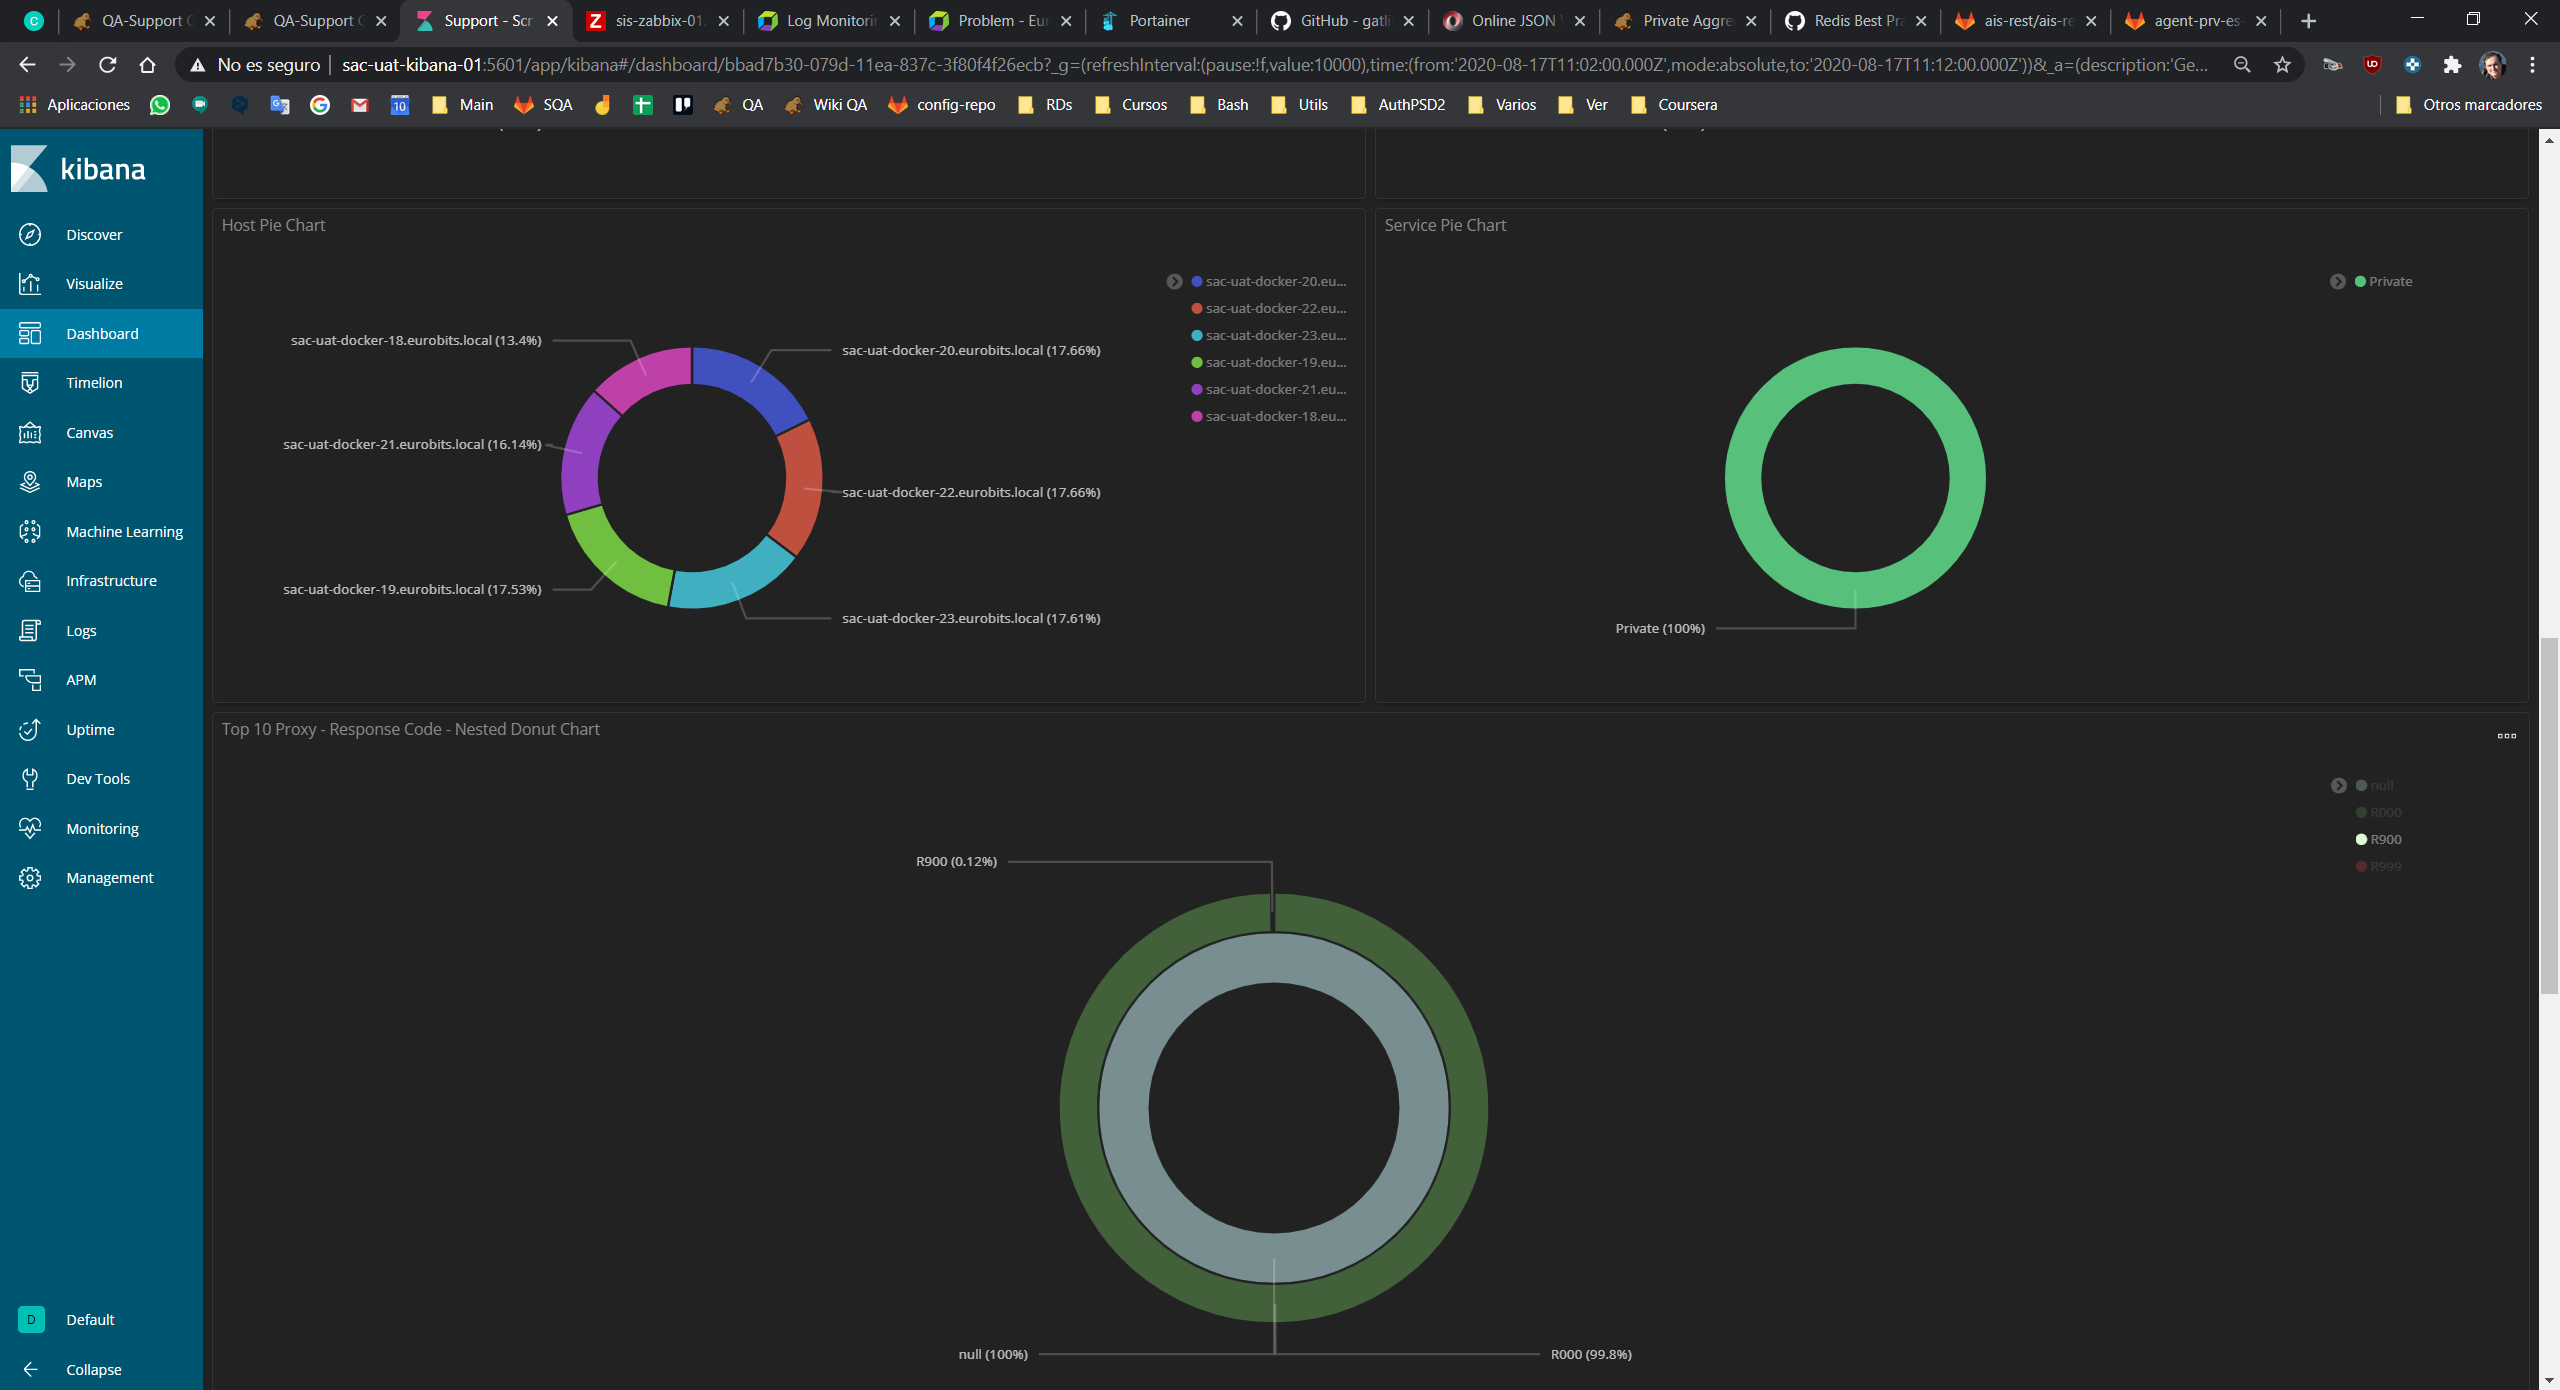 QA-Support
QA-Support
Support - Scr
sis-zabbix-01.
Log Monitorin
Problem - Eur
Portainer
GitHub - gatli
Online JSON
Private Aggre
Redis Best Pra
ais-rest/ais-re
agent-prv-es-
No es seguro | sac-uat-kibana-01:5601/app/kibana#/dashboard/bbad7b30-079d-11ea-837c-3f80f4f26ecb?_g=(refreshInterval:(pause:!f,value:10000),time:(from:'2020-08-17T11:02:00.000Z',mode:absolute,to:'2020-08-17T11:12:00.000Z'))&_a=(description:'Ge...
Aplicaciones
10
Main
SQA
QA
Wiki QA
config-repo
RDs
Cursos
Bash
Utils
AuthPSD2
Varios
Ver
Coursera
Otros marcadores
kibana
Discover
Visualize
Dashboard
Timelion
Canvas
Maps
Machine Learning
Infrastructure
Logs
APM
Uptime
Dev Tools
Monitoring
Management
D Default
Collapse
Host Pie Chart
sac-uat-docker-18.eurobits.local (13.4%)
sac-uat-docker-20.eurobits.local (17.66%)
sac-uat-docker-21.eurobits.local (16.14%)
sac-uat-docker-22.eurobits.local (17.66%)
sac-uat-docker-19.eurobits.local (17.53%)
sac-uat-docker-23.eurobits.local (17.61%)
sac-uat-docker-20.eu...
sac-uat-docker-22.eu...
sac-uat-docker-23.eu...
sac-uat-docker-19.eu...
sac-uat-docker-21.eu...
sac-uat-docker-18.eu...
Service Pie Chart
Private
Private (100%)
Top 10 Proxy - Response Code - Nested Donut Chart
null
R000
R900
R999
R900 (0.12%)
null (100%)
R000 (99.8%)